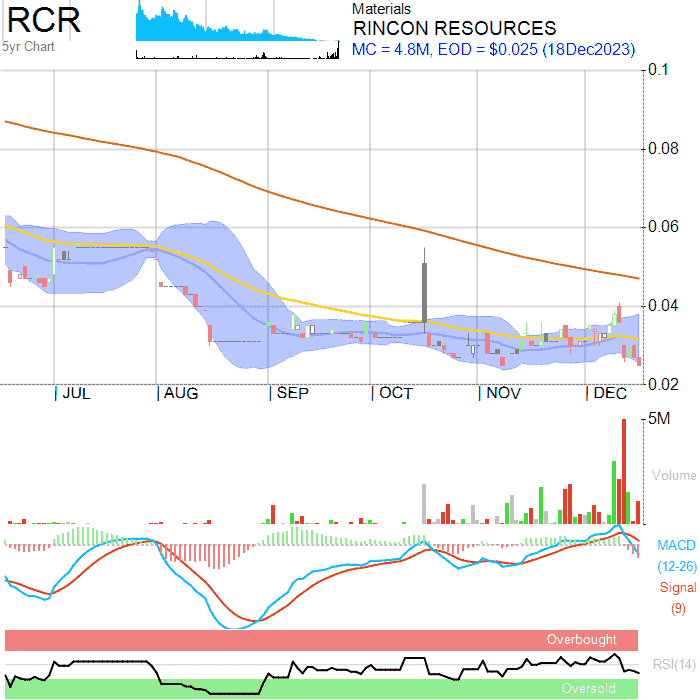 RCR
5yr Chart
Materials
RINCON RESOURCES
MC = 4.8M, EOD = $0.025 (18Dec2023)
0.1
0.08
0.06
0.04
0.02
JUL
AUG
SEP
OCT
NOV
DEC
5M
Volume
MACD
(12-26)
Signal
(9)
Overbought
RSI(14)
Oversold